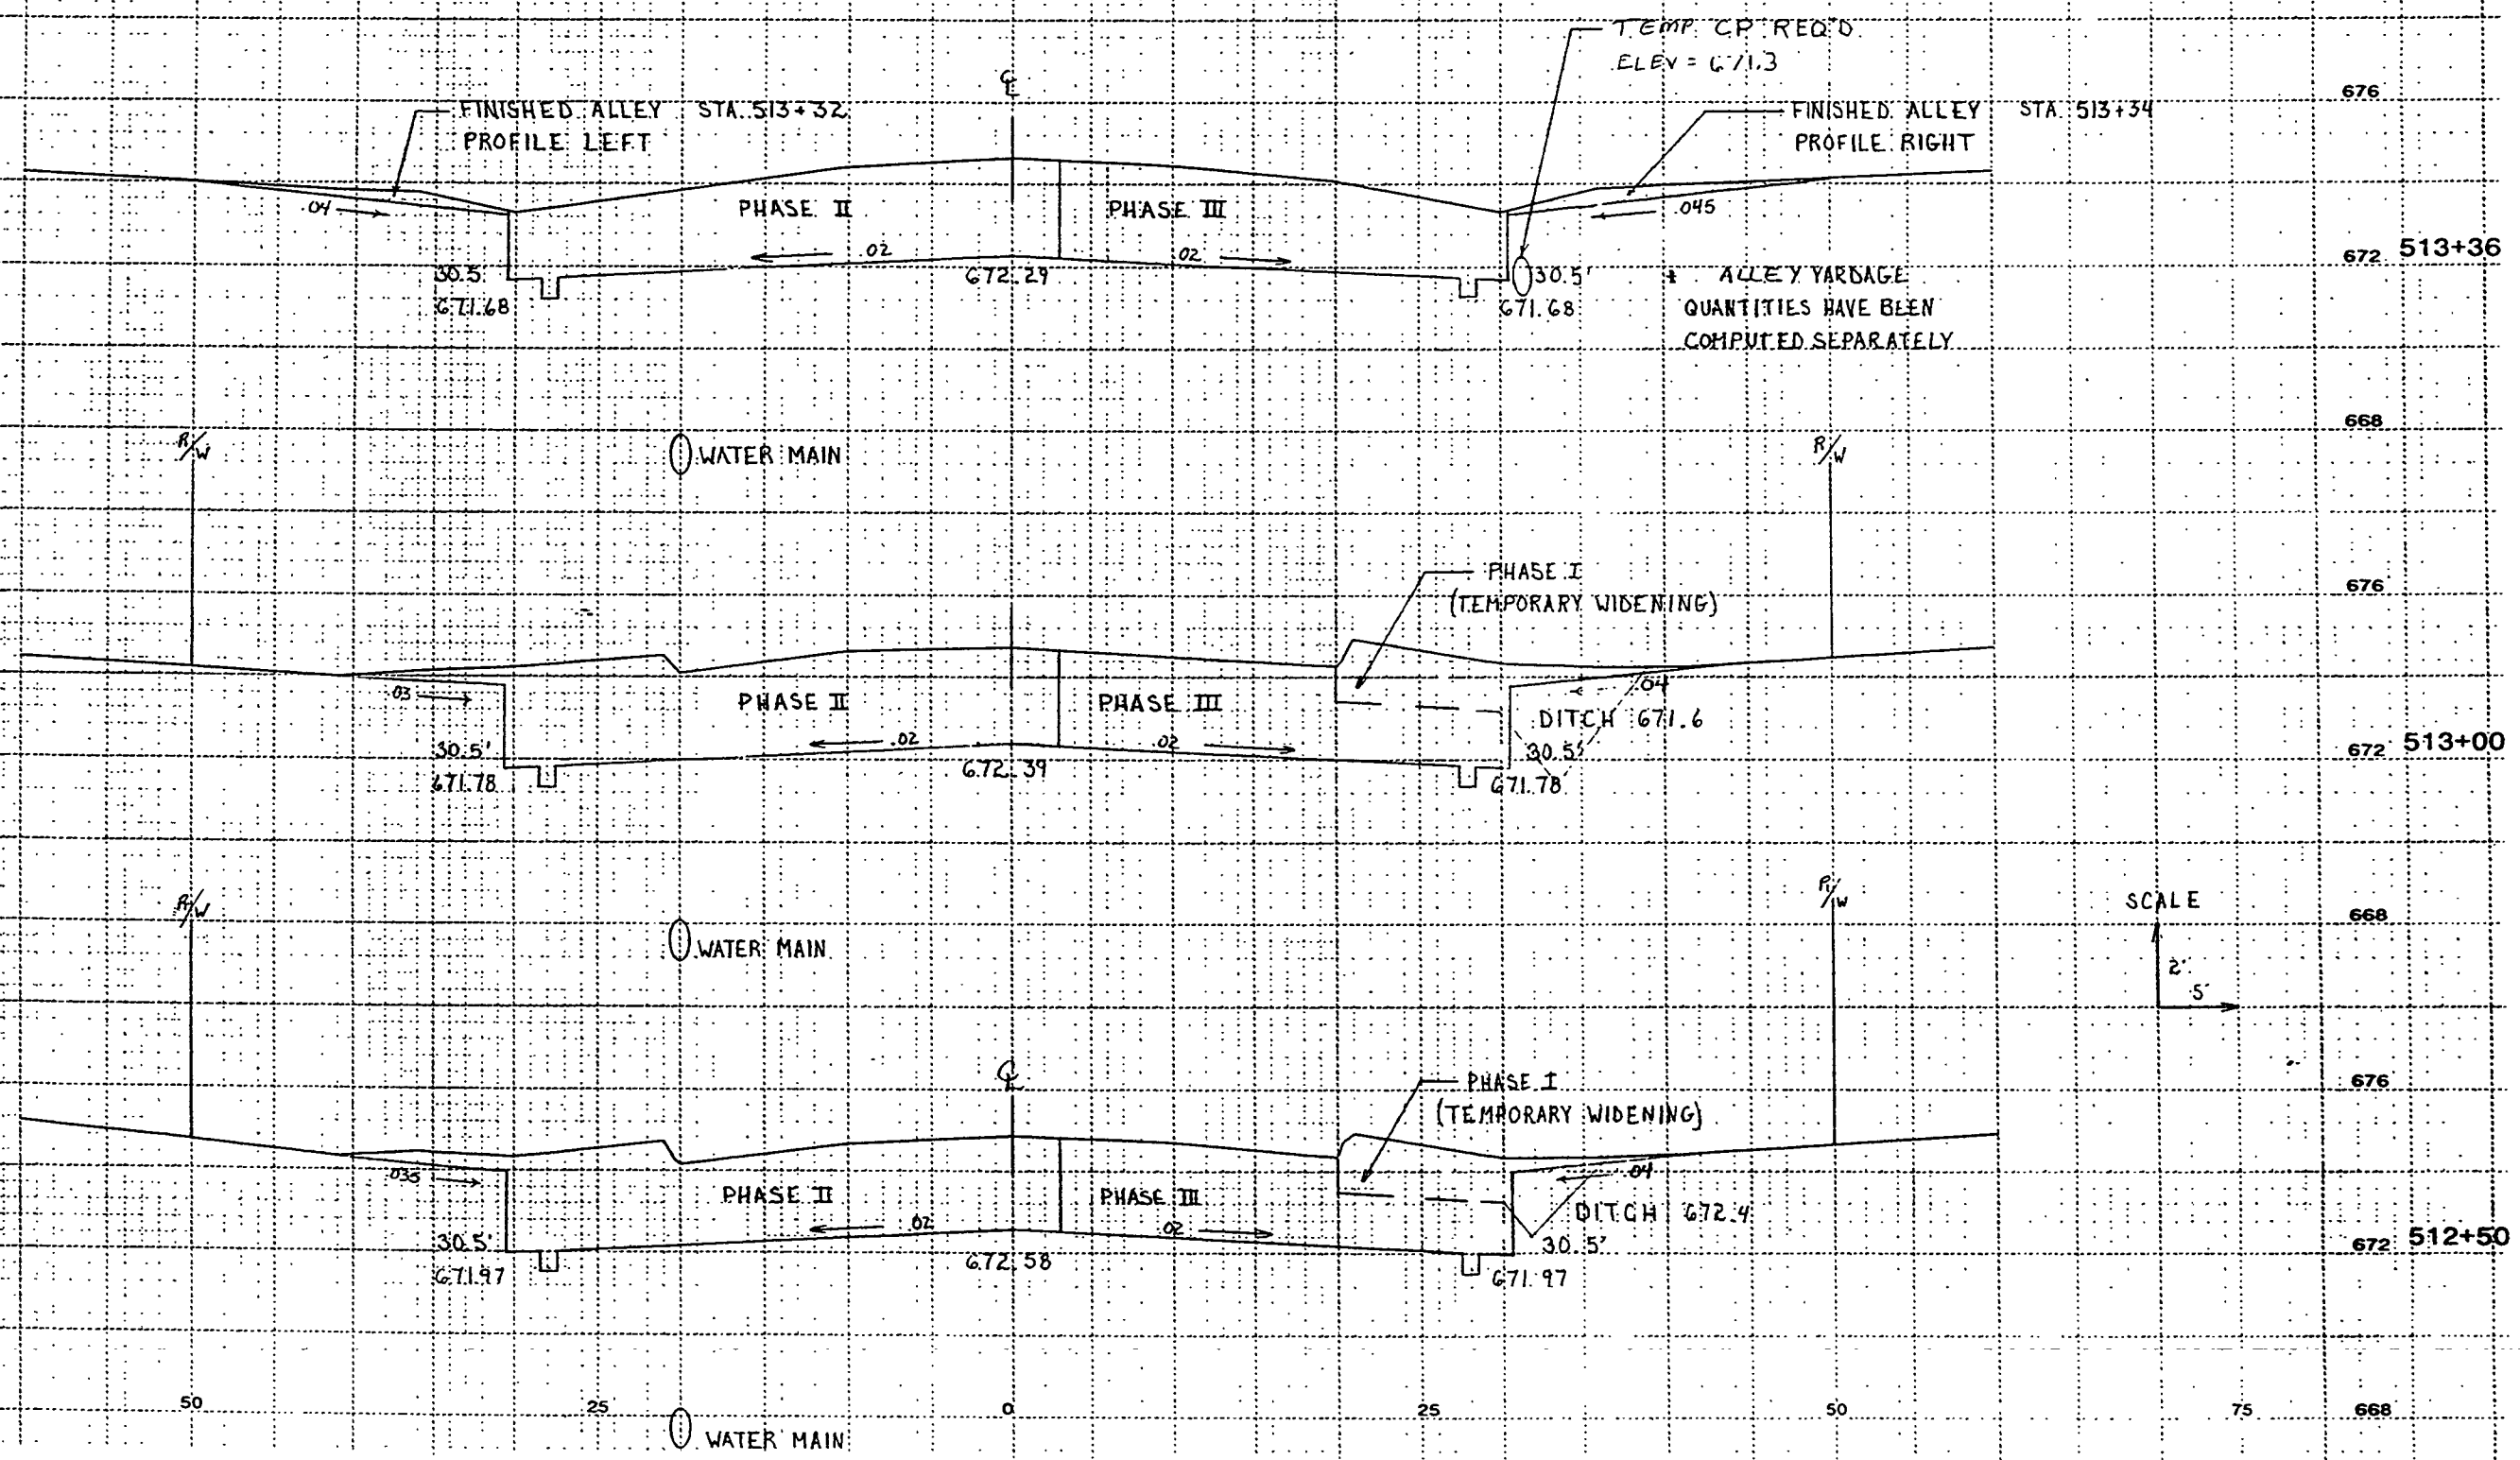 TEMP. CP REQ'D.
ELEV = 671.3
℄
676
FINISHED ALLEY STA. 513+32
PROFILE LEFT
FINISHED ALLEY STA. 513+34
PROFILE RIGHT
.04
PHASE II
PHASE III
.045
.02
.02
672 513+36
30.5'
671.68
672.29
30.5'
671.68
* ALLEY YARDAGE
QUANTITIES HAVE BEEN
COMPUTED SEPARATELY
668
R/W
WATER MAIN
R/W
PHASE I
(TEMPORARY WIDENING)
676
.03
PHASE II
PHASE III
.04
DITCH 671.6
.02
.02
30.5'
671.78
672.39
30.5'
671.78
672 513+00
R/W
WATER MAIN
R/W
SCALE
2'
5'
668
℄
PHASE I
(TEMPORARY WIDENING)
676
.035
PHASE II
PHASE III
.04
DITCH 672.4
.02
.02
30.5'
671.97
672.58
30.5'
671.97
672 512+50
50
25
0
25
50
75
668
WATER MAIN